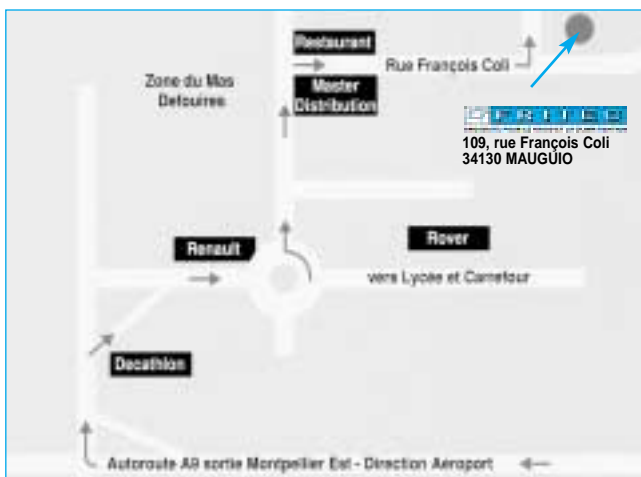 Restaurant
Rue François Coli
Zone du Mas
Defouires
Master
Distribution
109, rue François Coli
34130 MAUGUIO
Renault
Rover
vers Lycée et Carrefour
Decathlon
Autoroute A9 sortie Montpellier Est - Direction Aéroport